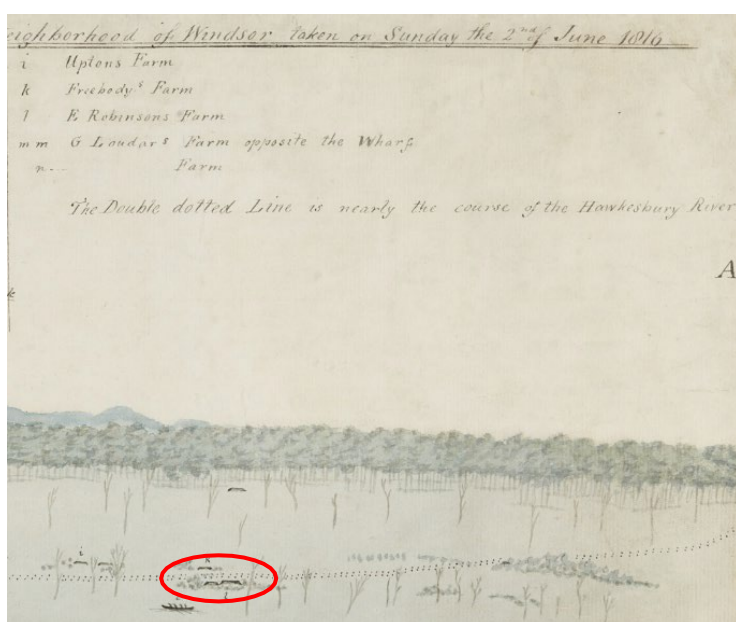 eighborhood of Windsor taken on Sunday the 2nd of June 1816
i Uptons Farm
k Freebody's Farm
l E Robinsons Farm
m m G Loudar s Farm opposite the Wharf
n... Farm
The Double dotted Line is nearly the course of the Hawkesbury River
A
k
i
k
l